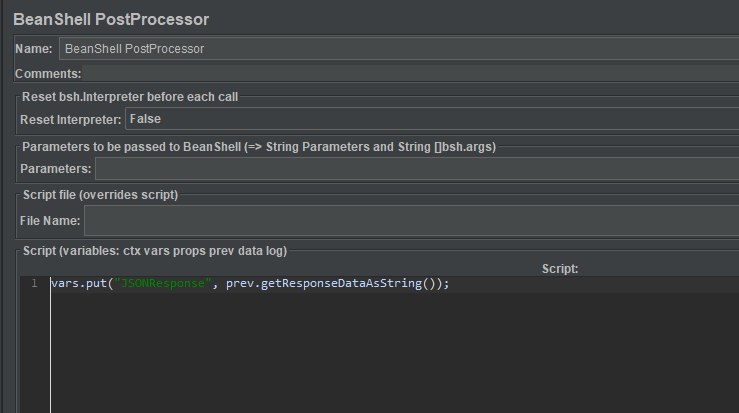 BeanShell PostProcessor
Name: BeanShell PostProcessor
Comments:
Reset bsh.Interpreter before each call
Reset Interpreter: False
Parameters to be passed to BeanShell (=> String Parameters and String []bsh.args)
Parameters:
Script file (overrides script)
File Name:
Script (variables: ctx vars props prev data log)
Script:
1 vars.put("JSONResponse", prev.getResponseDataAsString());